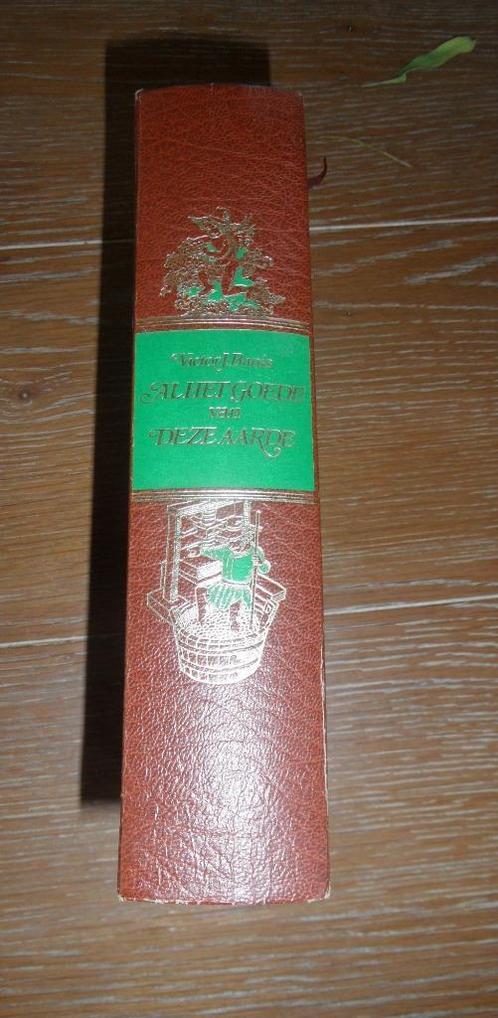 Victor J. Banis
AL HET GOEDE
van
DEZE AARDE